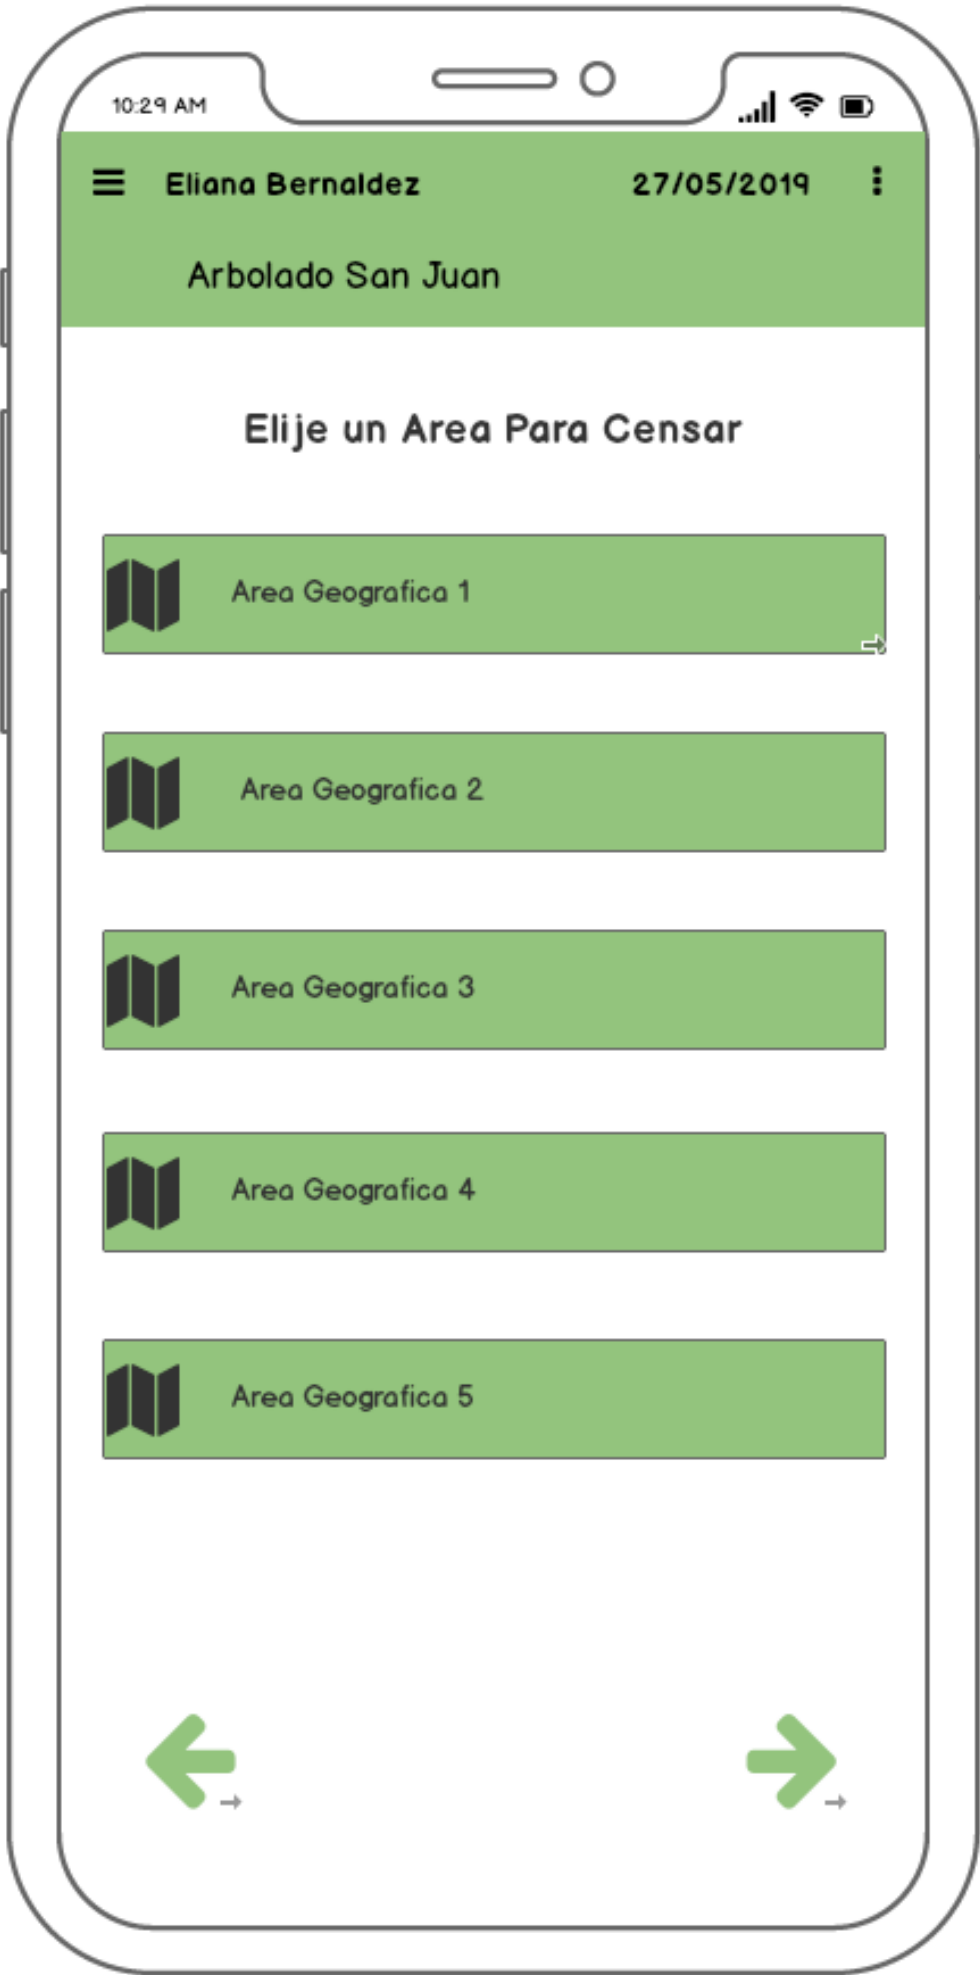 10:29 AM
Eliana Bernaldez 27/05/2019
Arbolado San Juan
Elije un Area Para Censar
Area Geografica 1
Area Geografica 2
Area Geografica 3
Area Geografica 4
Area Geografica 5